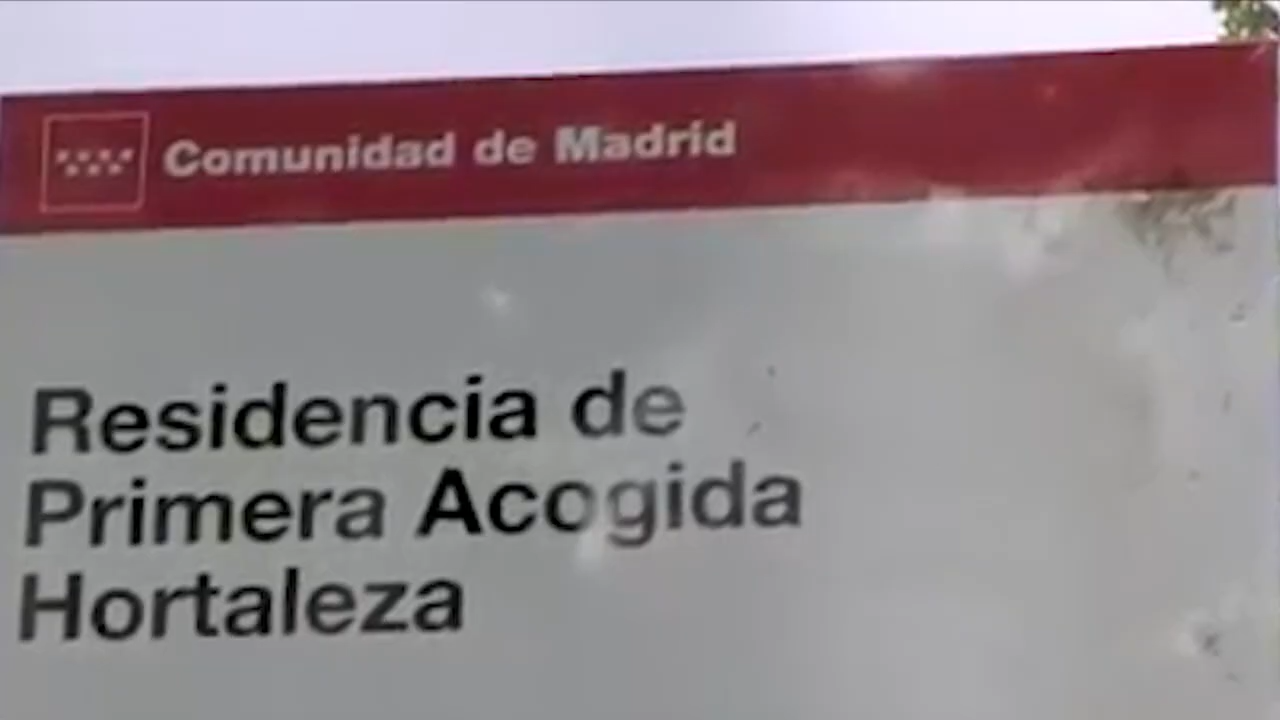 Comunidad de Madrid
Residencia de
Primera Acogida
Hortaleza